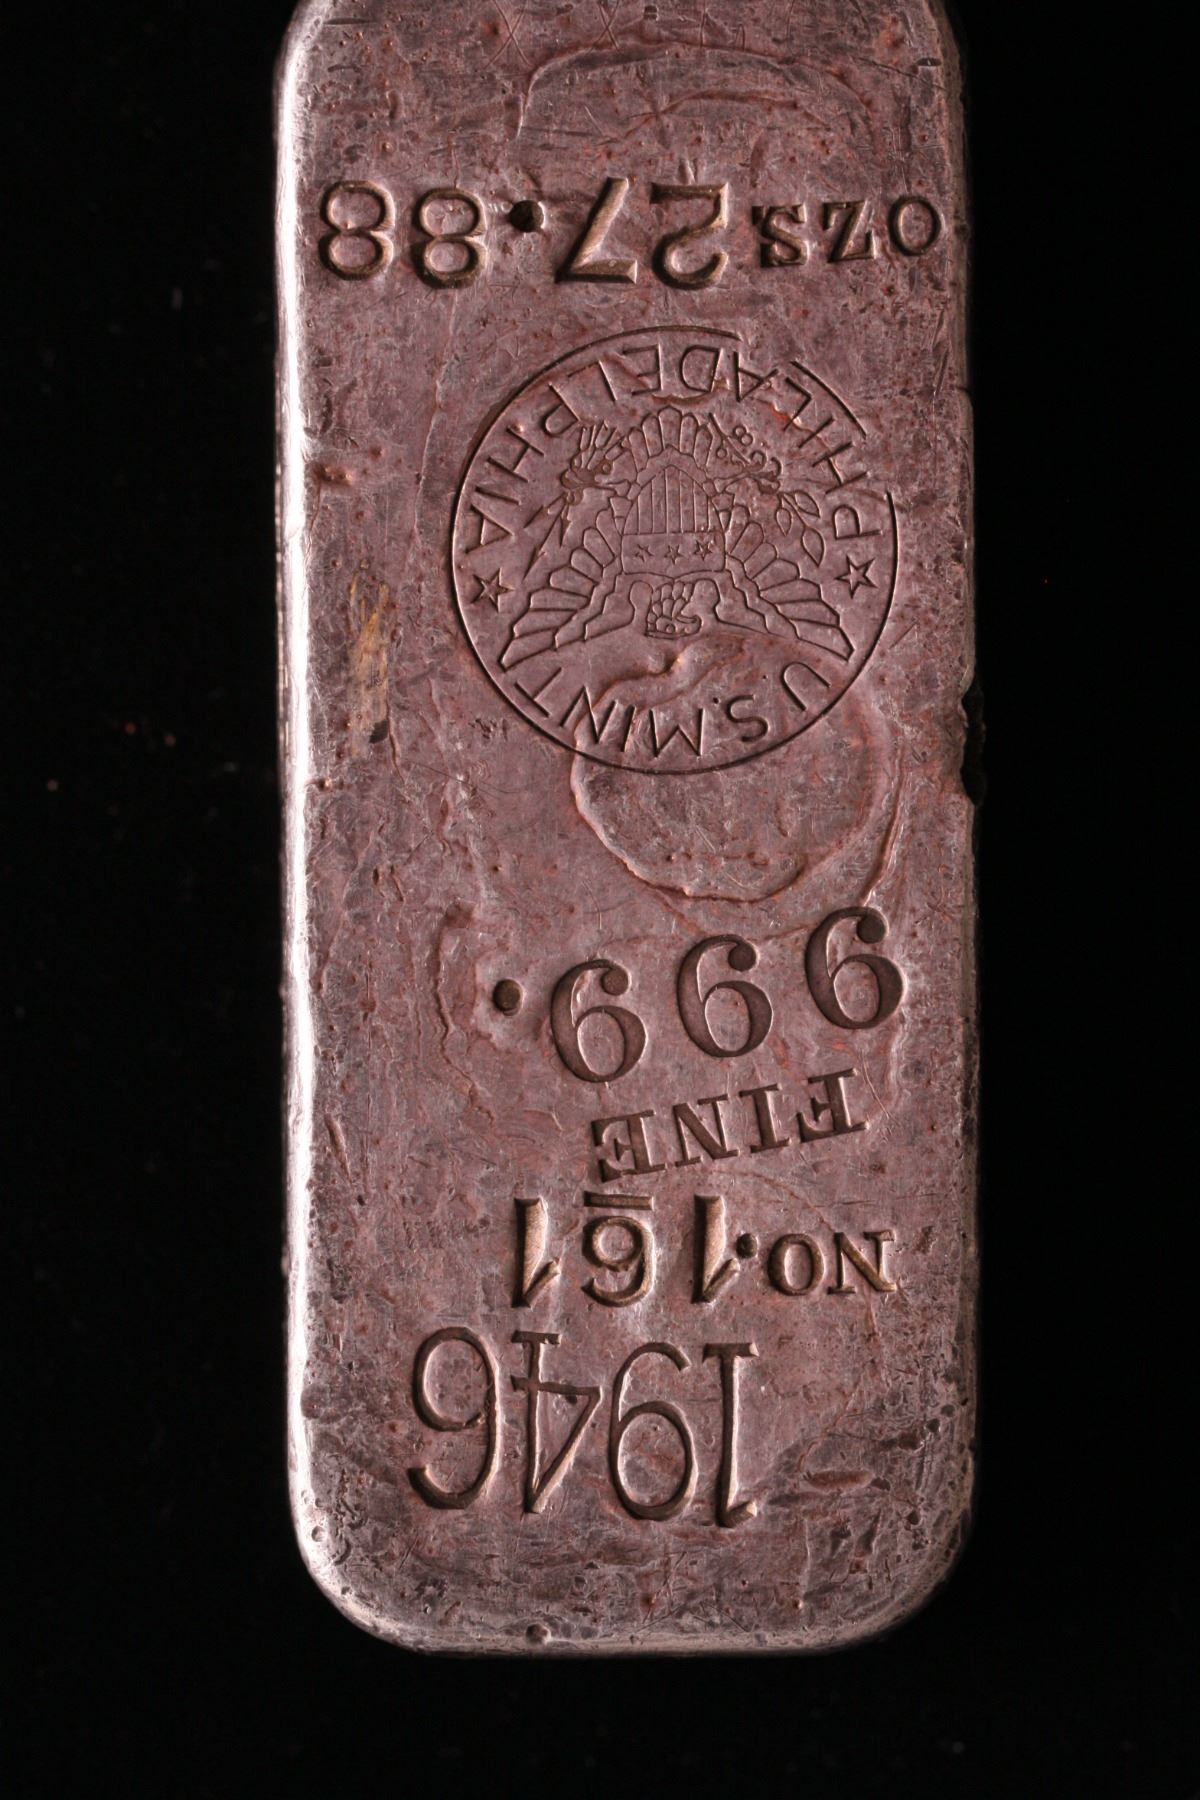 1946
NO.161
FINE
999.
U.S. MINT
PHILADELPHIA
OZS 27.88